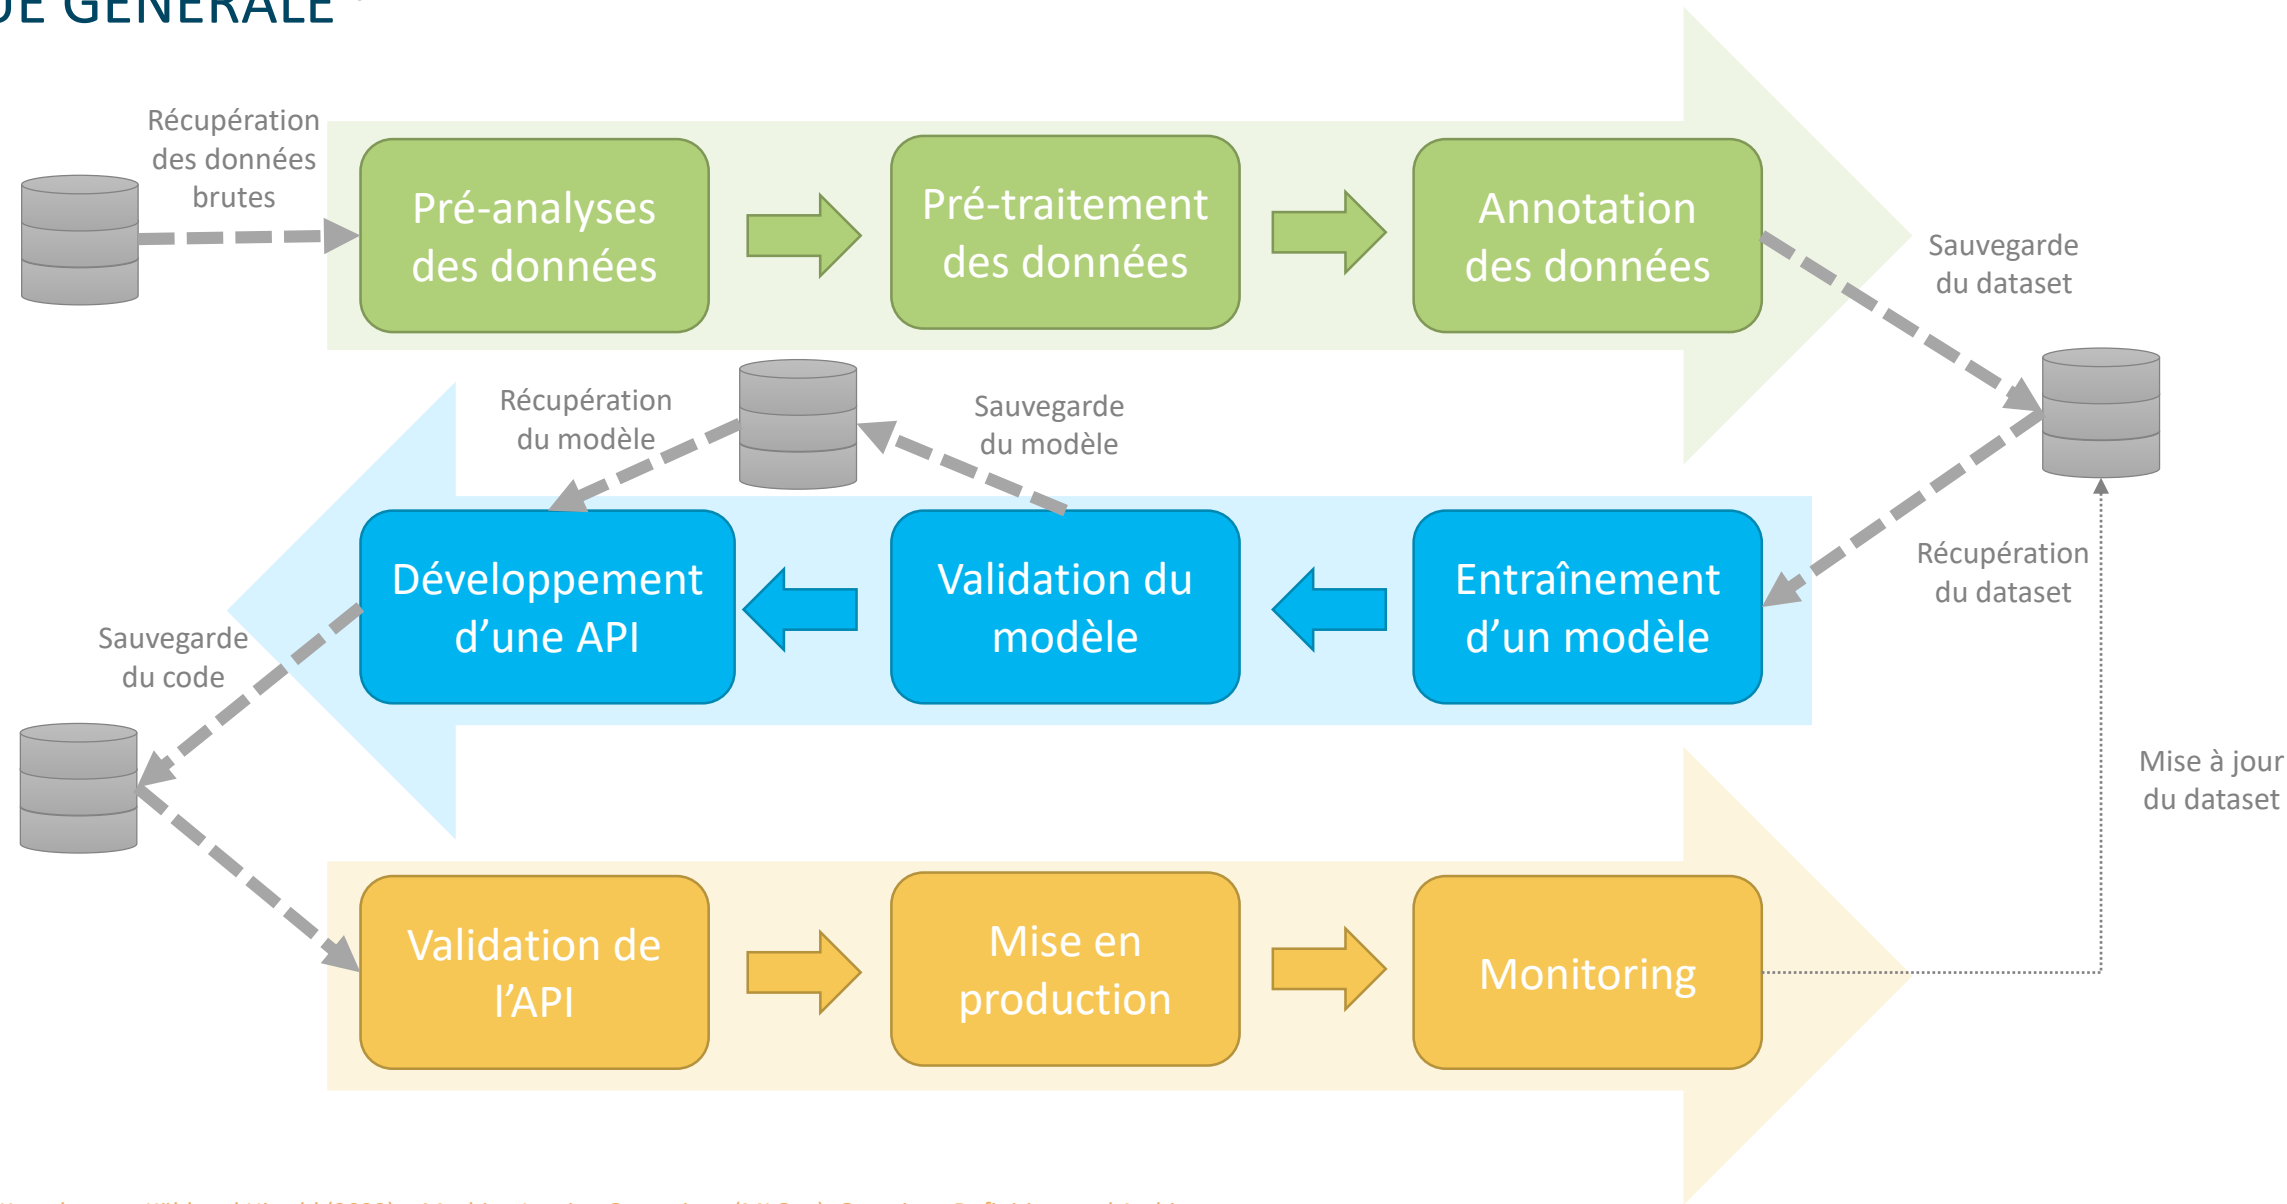 GÉNÉRALE
Récupération
des données
brutes
Pré-analyses
des données
Pré-traitement
des données
Annotation
des données
Sauvegarde
du dataset
Récupération
du modèle
Sauvegarde
du modèle
Développement
d’une API
Validation du
modèle
Entraînement
d’un modèle
Récupération
du dataset
Sauvegarde
du code
Mise à jour
du dataset
Validation de
l’API
Mise en
production
Monitoring